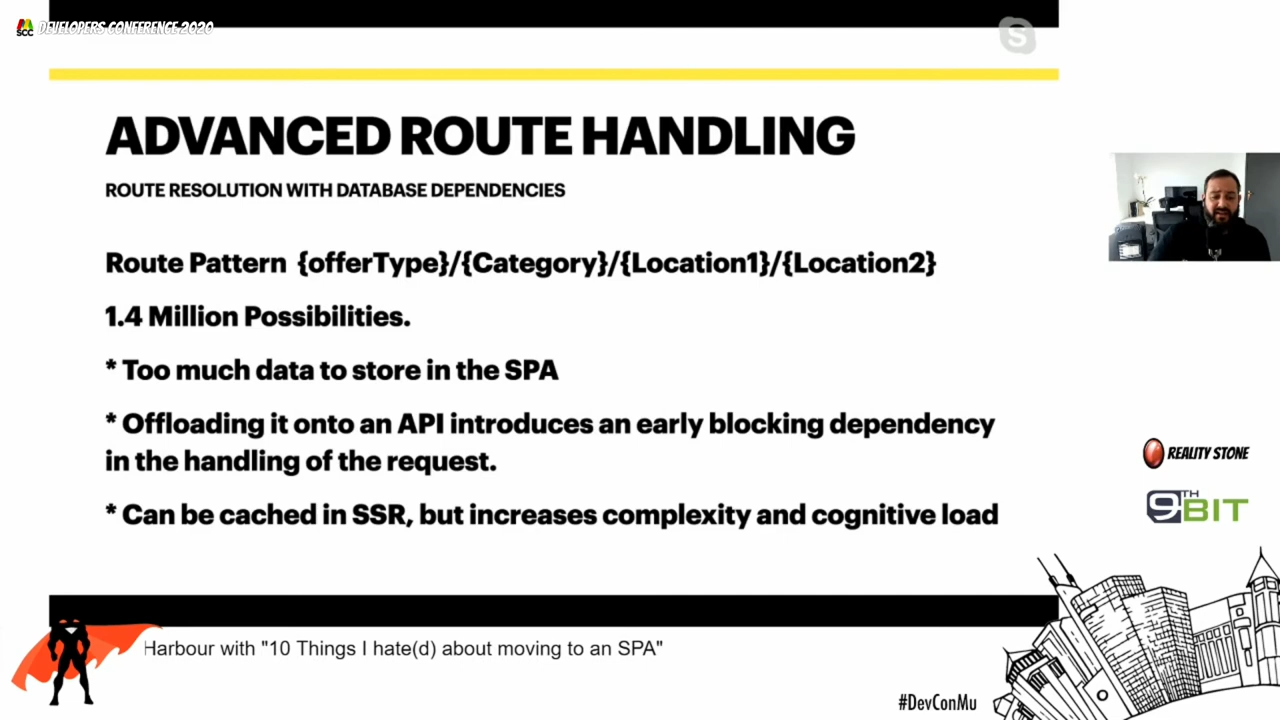 SCC DEVELOPERS CONFERENCE 2020
S
ADVANCED ROUTE HANDLING
ROUTE RESOLUTION WITH DATABASE DEPENDENCIES
Route Pattern {offerType}/{Category}/{Location1}/{Location2}
1.4 Million Possibilities.
* Too much data to store in the SPA
* Offloading it onto an API introduces an early blocking dependency
in the handling of the request.
* Can be cached in SSR, but increases complexity and cognitive load
REALITY STONE
9TH BIT
Harbour with "10 Things I hate(d) about moving to an SPA"
#DevConMu